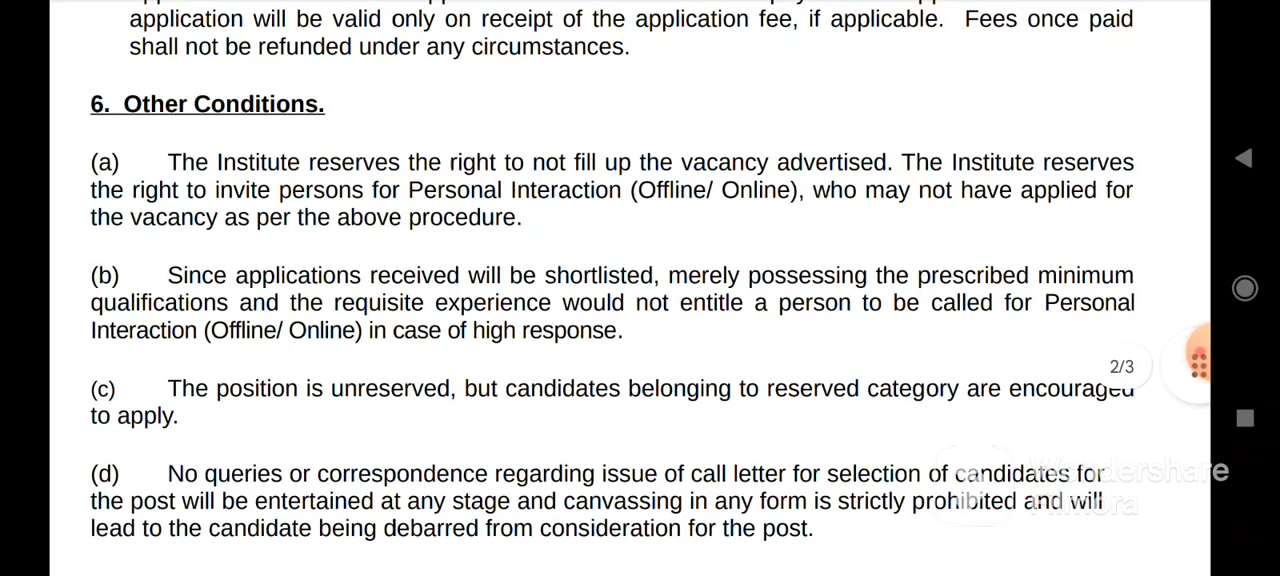 application will be valid only on receipt of the application fee, if applicable. Fees once paid
shall not be refunded under any circumstances.
6. Other Conditions.
(a) The Institute reserves the right to not fill up the vacancy advertised. The Institute reserves
the right to invite persons for Personal Interaction (Offline/ Online), who may not have applied for
the vacancy as per the above procedure.
(b) Since applications received will be shortlisted, merely possessing the prescribed minimum
qualifications and the requisite experience would not entitle a person to be called for Personal
Interaction (Offline/ Online) in case of high response.
2/3
(c) The position is unreserved, but candidates belonging to reserved category are encouraged
to apply.
(d) No queries or correspondence regarding issue of call letter for selection of candidates for
the post will be entertained at any stage and canvassing in any form is strictly prohibited and will
lead to the candidate being debarred from consideration for the post.
Wondershare
Filmora